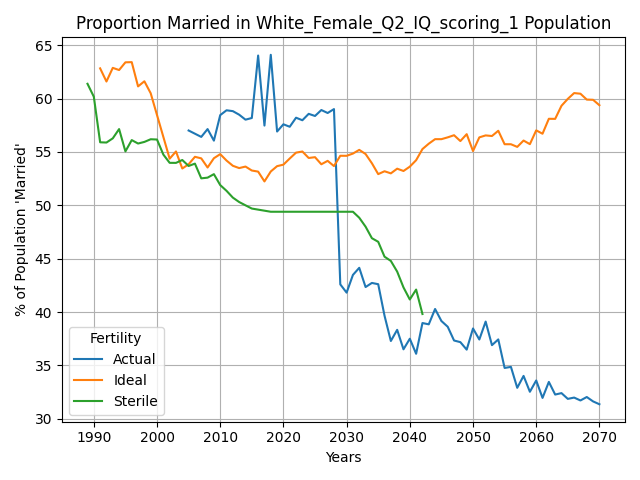 Proportion Married in White_Female_Q2_IQ_scoring_1 Population
% of Population 'Married'
65
60
55
50
45
40
35
30
Fertility
Actual
Ideal
Sterile
1990 2000 2010 2020 2030 2040 2050 2060 2070
Years